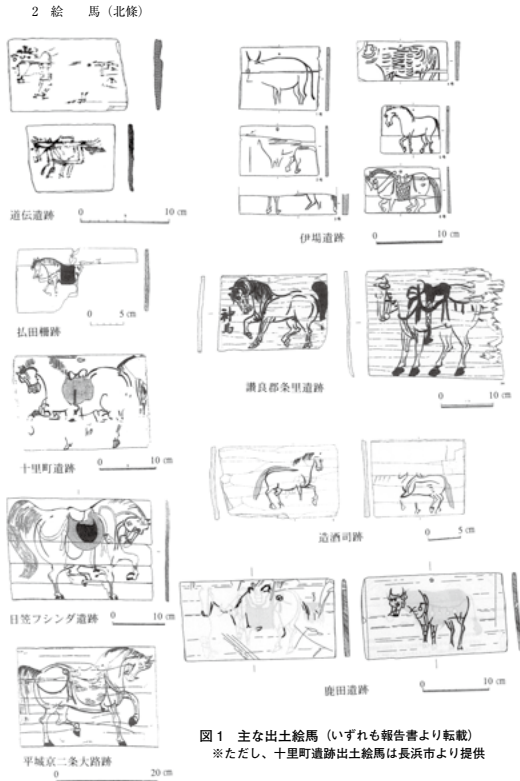 2 絵 馬（北條）
道伝遺跡
0 10 cm
伊場遺跡
0 10 cm
払田柵跡
0 5 cm
讃良郡条里遺跡
0 10 cm
十里町遺跡
0 10 cm
造酒司跡
0 5 cm
日笠フシンダ遺跡
0 10 cm
鹿田遺跡
0 10 cm
平城京二条大路跡
0 20 cm
図1 主な出土絵馬（いずれも報告書より転載）
※ただし、十里町遺跡出土絵馬は長浜市より提供